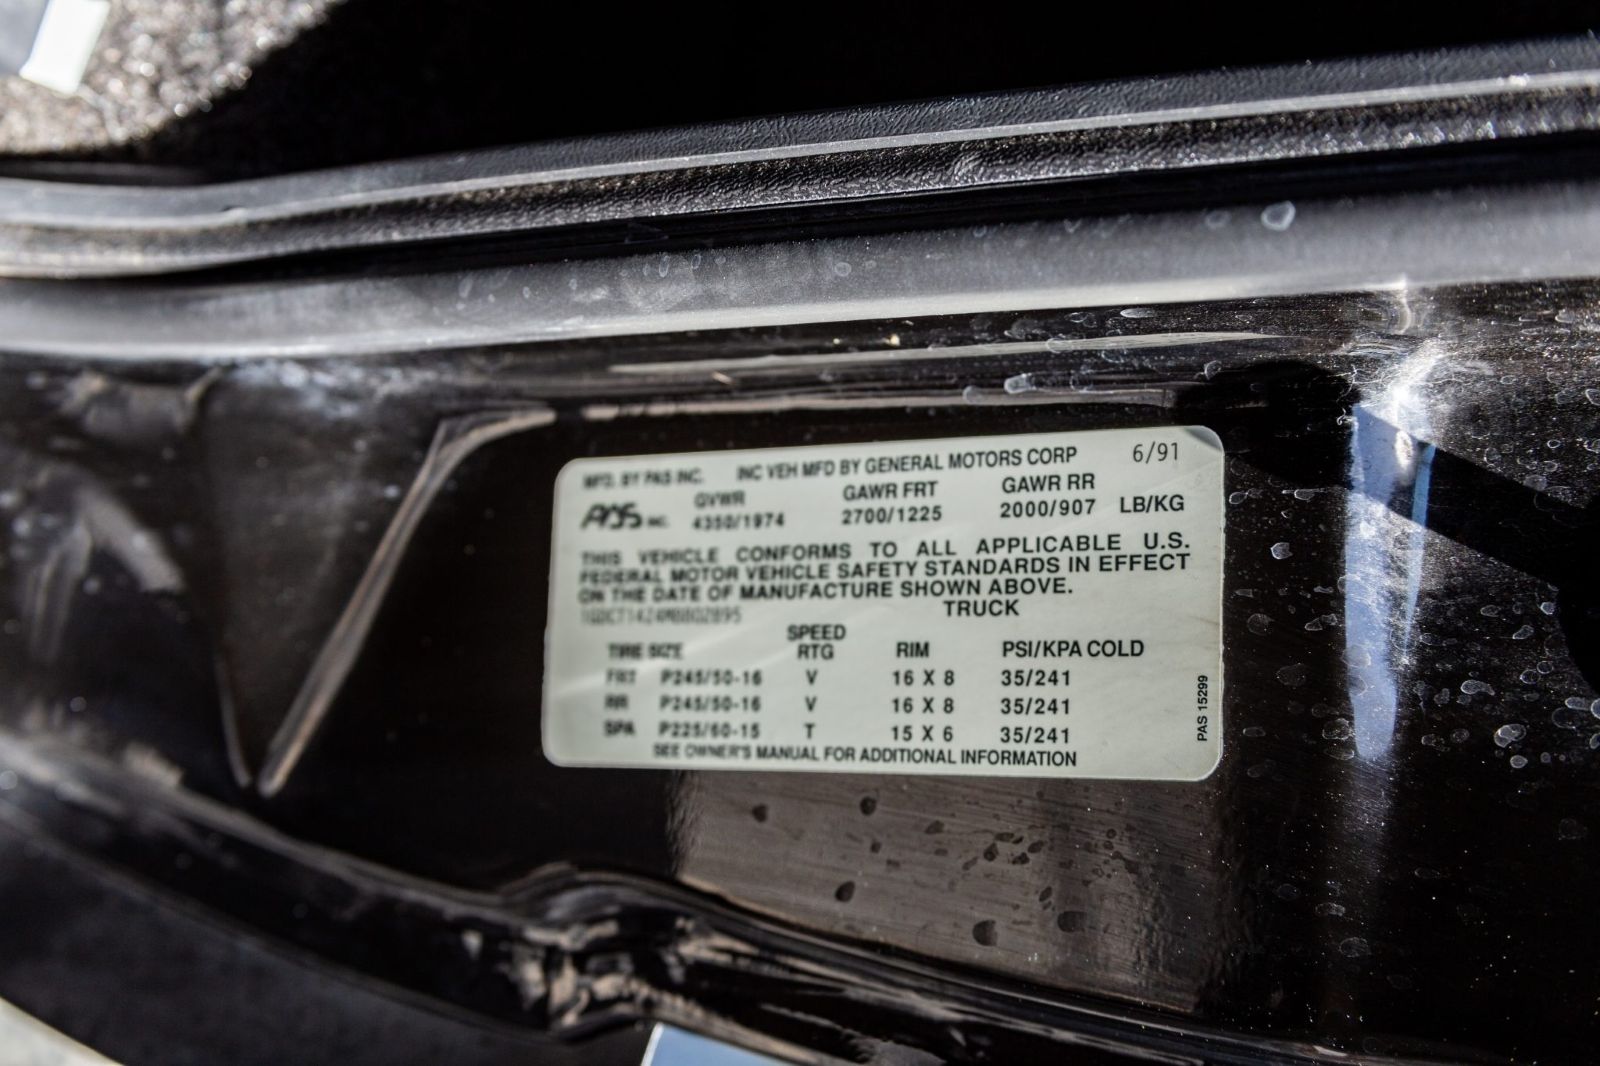 MFD. BY PAS INC. INC VEH MFD BY GENERAL MOTORS CORP 6/91
PAS INC. GVWR GAWR FRT GAWR RR
4350/1974 2700/1225 2000/907 LB/KG
THIS VEHICLE CONFORMS TO ALL APPLICABLE U.S.
FEDERAL MOTOR VEHICLE SAFETY STANDARDS IN EFFECT
ON THE DATE OF MANUFACTURE SHOWN ABOVE.
TRUCK
TIRE SIZE SPEED RTG RIM PSI/KPA COLD
FRT P245/50-16 V 16 X 8 35/241
RR P245/50-16 V 16 X 8 35/241
SPA P225/60-15 T 15 X 6 35/241
SEE OWNER'S MANUAL FOR ADDITIONAL INFORMATION
PAS 15299